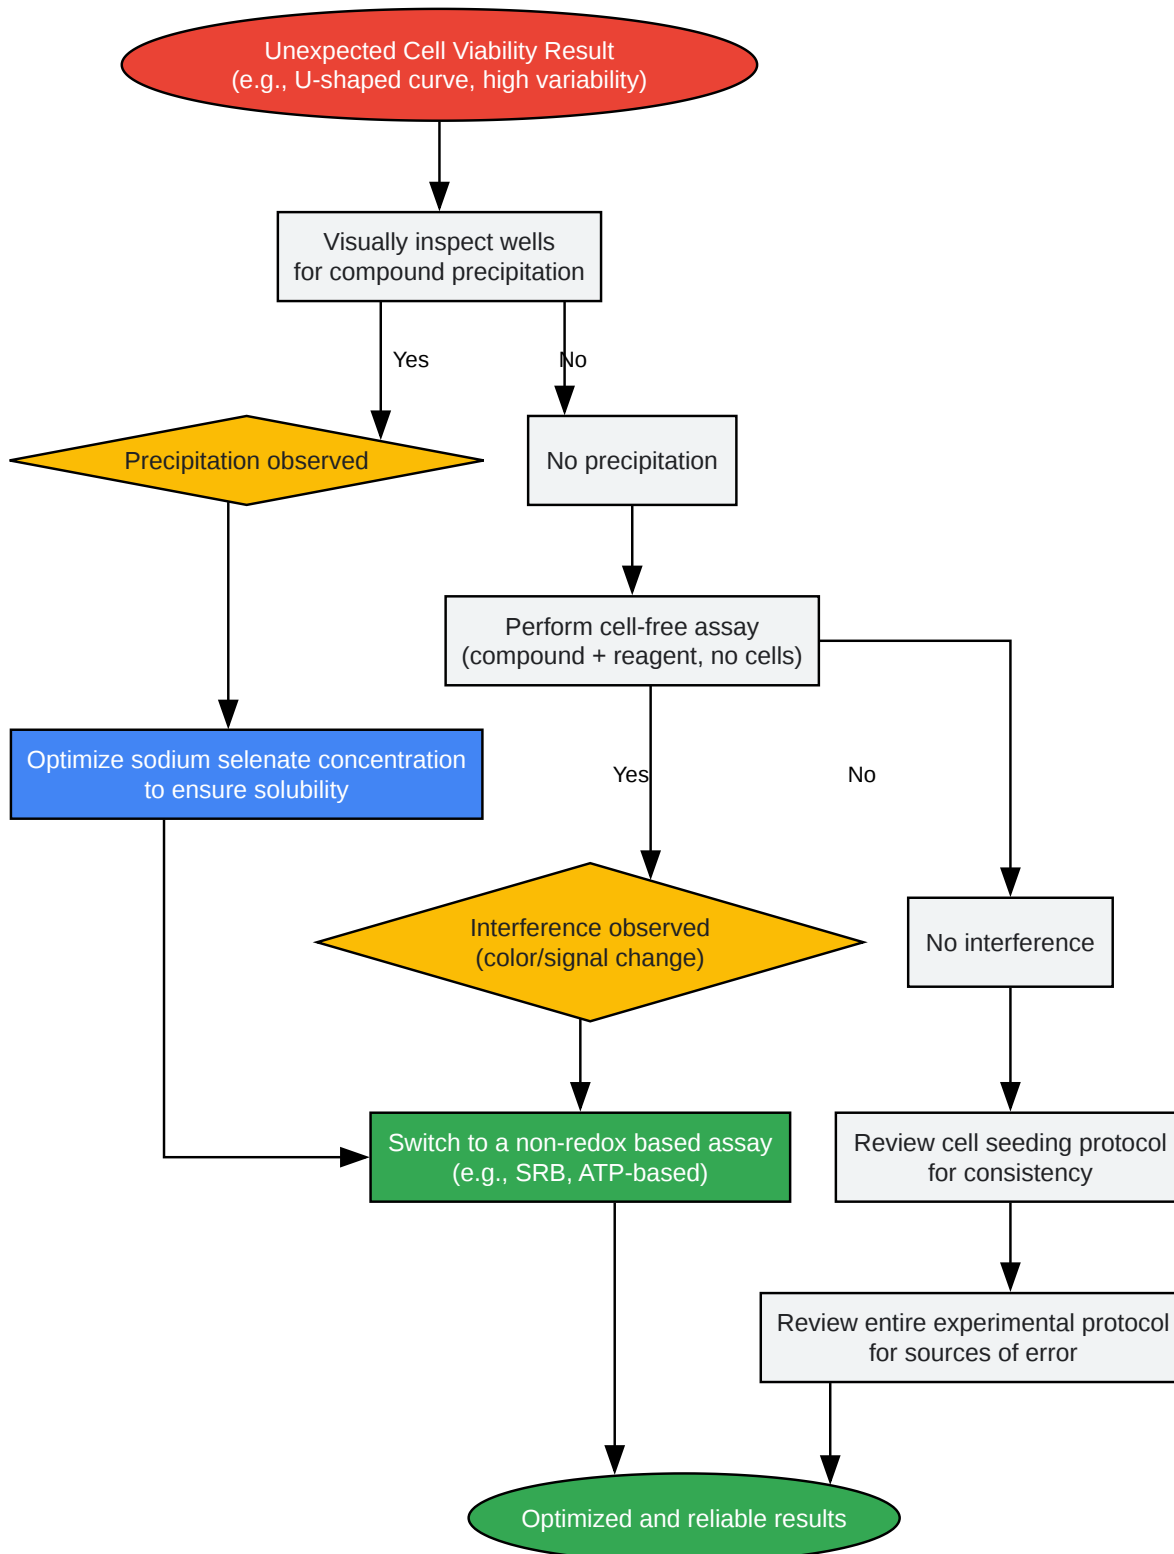 Unexpected Cell Viability Result
(e.g., U-shaped curve, high variability)
Visually inspect wells
for compound precipitation
Yes
No
Precipitation observed
No precipitation
Perform cell-free assay
(compound + reagent, no cells)
Optimize sodium selenate concentration
to ensure solubility
Yes
No
Interference observed
(color/signal change)
No interference
Switch to a non-redox based assay
(e.g., SRB, ATP-based)
Review cell seeding protocol
for consistency
Review entire experimental protocol
for sources of error
Optimized and reliable results